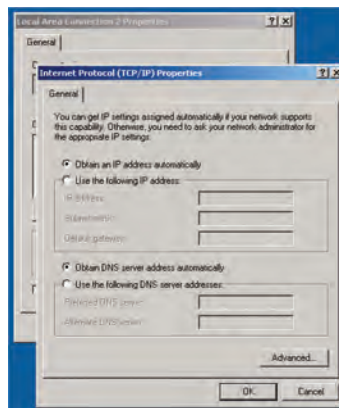 Local Area Connection 2 Properties
General
Internet Protocol (TCP/IP) Properties
General
You can get IP settings assigned automatically if your network supports
this capability. Otherwise, you need to ask your network administrator for
the appropriate IP settings.
Obtain an IP address automatically
Use the following IP address:
IP address:
Subnet mask:
Default gateway:
Obtain DNS server address automatically
Use the following DNS server addresses:
Preferred DNS server:
Alternate DNS server:
Advanced...
OK
Cancel